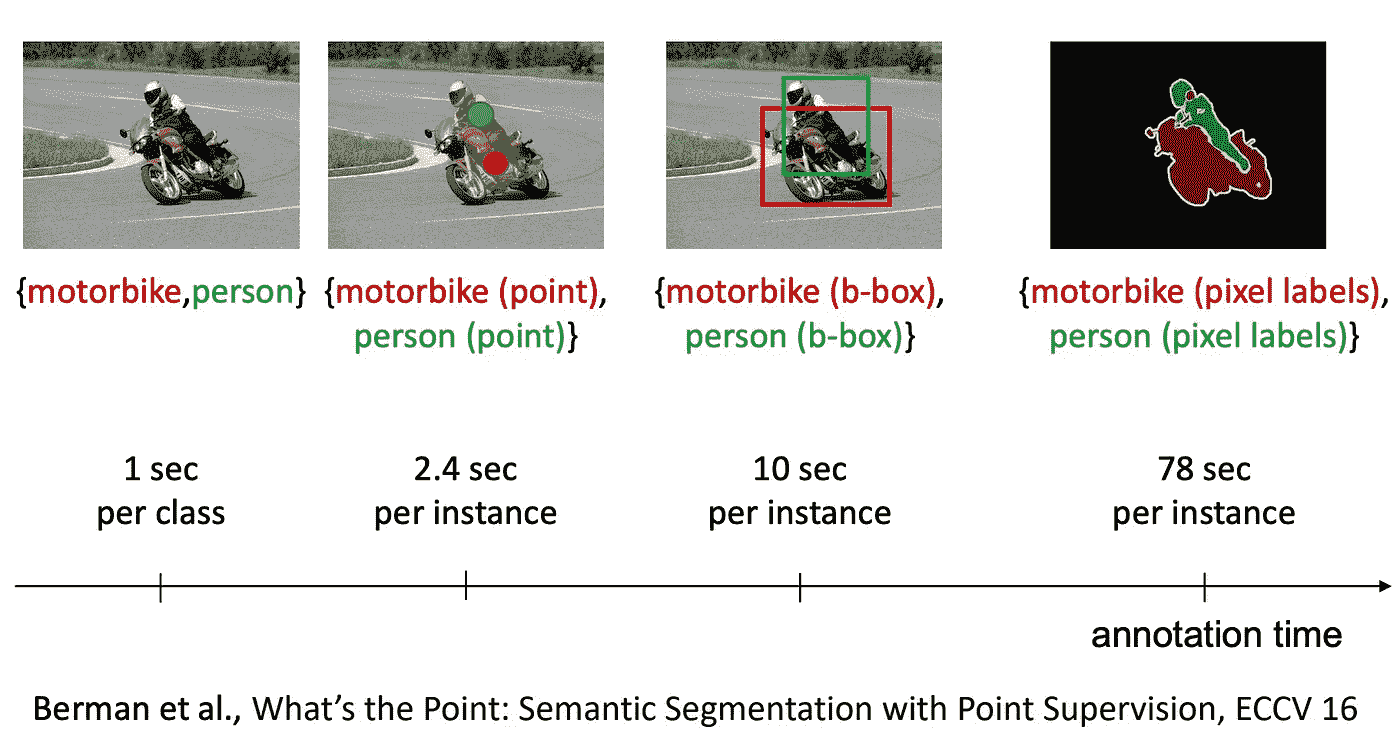 {motorbike,person} {motorbike (point), {motorbike (b-box), {motorbike (pixel labels),
person (point)} person (b-box)} person (pixel labels)}
1 sec 2.4 sec 10 sec 78 sec
per class per instance per instance per instance
annotation time
Berman et al., What's the Point: Semantic Segmentation with Point Supervision, ECCV 16